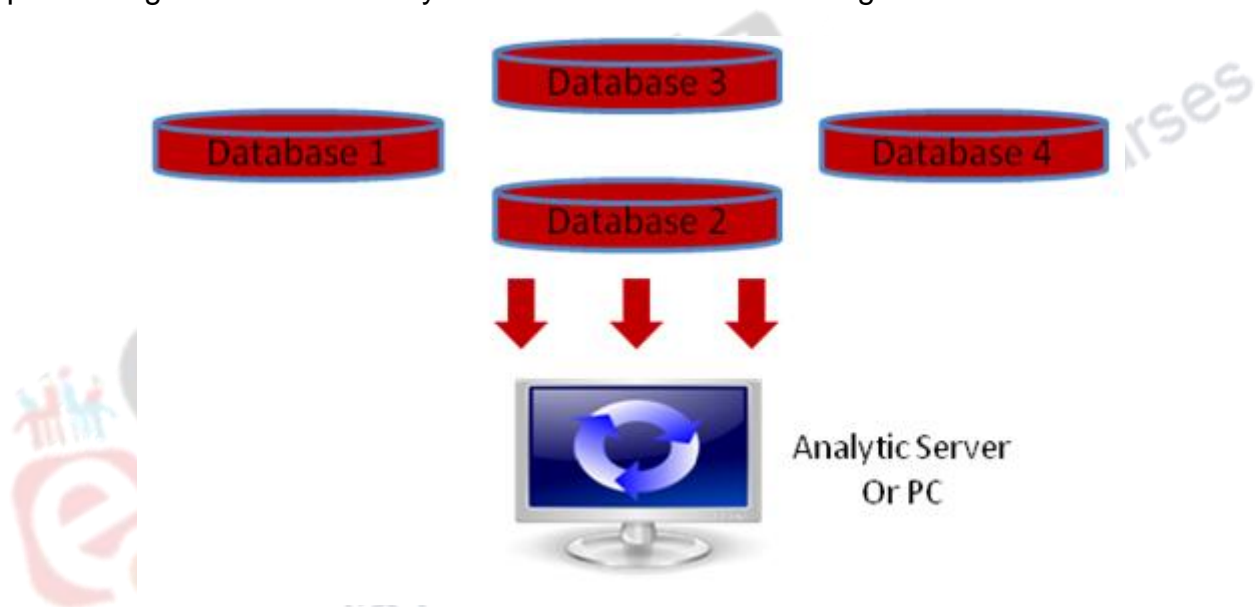 Database 3
Database 1
Database 4
Database 2
Analytic Server
Or PC